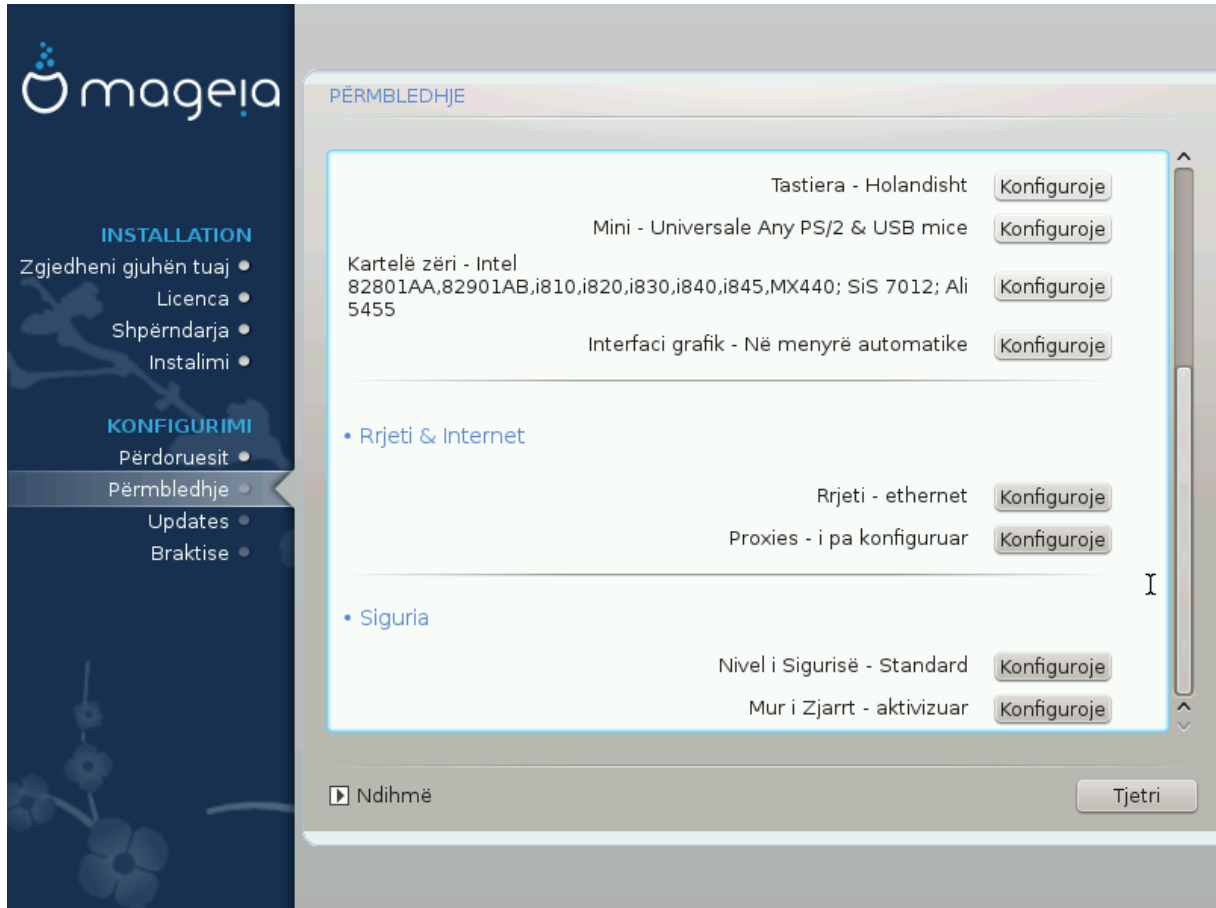 mageia
INSTALLATION
Zgjedheni gjuhën tuaj
Licenca
Shpërndarja
Instalimi
KONFIGURIMI
Përdoruesit
Përmbledhje
Updates
Braktise
PËRMBLEDHJE
Tastiera - Holandisht Konfiguroje
Mini - Universale Any PS/2 & USB mice Konfiguroje
Kartelë zëri - Intel
82801AA,82901AB,i810,i820,i830,i840,i845,MX440; SiS 7012; Ali Konfiguroje
5455
Interfaci grafik - Në menyrë automatike Konfiguroje
• Rrjeti & Internet
Rrjeti - ethernet Konfiguroje
Proxies - i pa konfiguruar Konfiguroje
• Siguria
Nivel i Sigurisë - Standard Konfiguroje
Mur i Zjarrt - aktivizuar Konfiguroje
Ndihmë
Tjetri